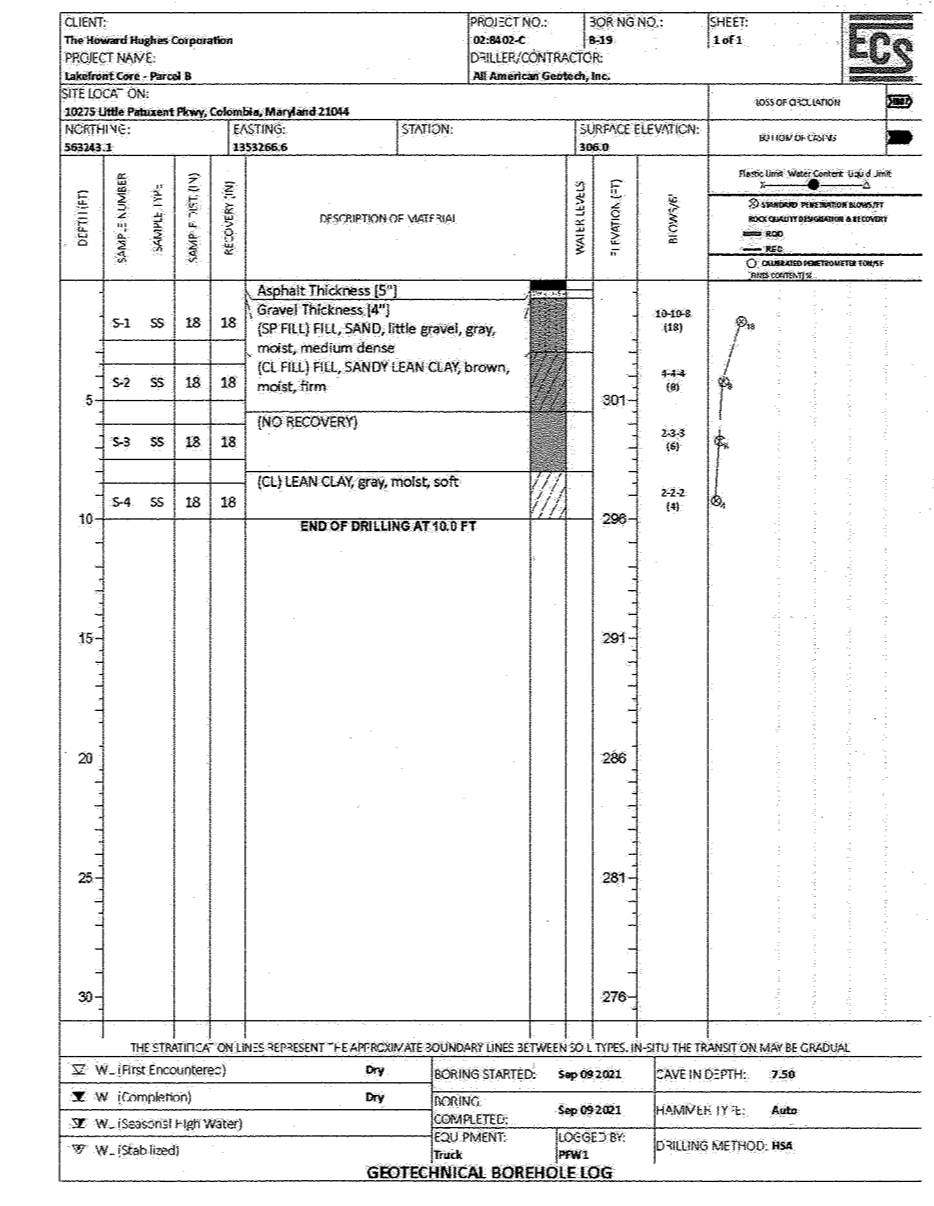 CLIENT:
The Howard Hughes Corporation
PROJECT NO.:
02:8402-C
BORING NO.:
B-19
SHEET:
1 of 1
ECS
PROJECT NAME:
Lakefront Core - Parcel B
DRILLER/CONTRACTOR:
All American Geotech, Inc.
SITE LOCATION:
10275 Little Patuxent Pkwy, Colombia, Maryland 21044
LOSS OF CIRCULATION
NORTHING:
563243.1
EASTING:
1353266.6
STATION:
SURFACE ELEVATION:
306.0
BOTTOM OF CASING
DEPTH (FT)
SAMPLE NUMBER
SAMPLE TYPE
SAMPLE DIST. (IN)
RECOVERY (IN)
DESCRIPTION OF MATERIAL
WATER LEVELS
ELEVATION (FT)
BLOWS/6"
Plastic Limit Water Content Liquid Limit
X
STANDARD PENETRATION BLOWS/FT
ROCK QUALITY DESIGNATION & RECOVERY
RQD
REC
CALIBRATED PENETROMETER TON/SF
[FINES CONTENT] %
Asphalt Thickness [5"]
Gravel Thickness [4"]
S-1 SS 18 18
(SP FILL) FILL, SAND, little gravel, gray,
moist, medium dense
10-10-8
(18)
18
(CL FILL) FILL, SANDY LEAN CLAY, brown,
moist, firm
S-2 SS 18 18
4-4-4
(8)
8
5
301
(NO RECOVERY)
S-3 SS 18 18
2-3-3
(6)
6
(CL) LEAN CLAY, gray, moist, soft
S-4 SS 18 18
2-2-2
(4)
4
10
296
END OF DRILLING AT 10.0 FT
15
291
20
286
25
281
30
276
THE STRATIFICATION LINES REPRESENT THE APPROXIMATE BOUNDARY LINES BETWEEN SOIL TYPES. IN-SITU THE TRANSITION MAY BE GRADUAL
WL (First Encountered) Dry
BORING STARTED: Sep 09 2021
CAVE IN DEPTH: 7.50
WL (Completion) Dry
BORING
COMPLETED: Sep 09 2021
HAMMER TYPE: Auto
WL (Seasonal High Water)
EQUIPMENT:
Truck
LOGGED BY:
PFW1
DRILLING METHOD: HSA
WL (Stabilized)
GEOTECHNICAL BOREHOLE LOG